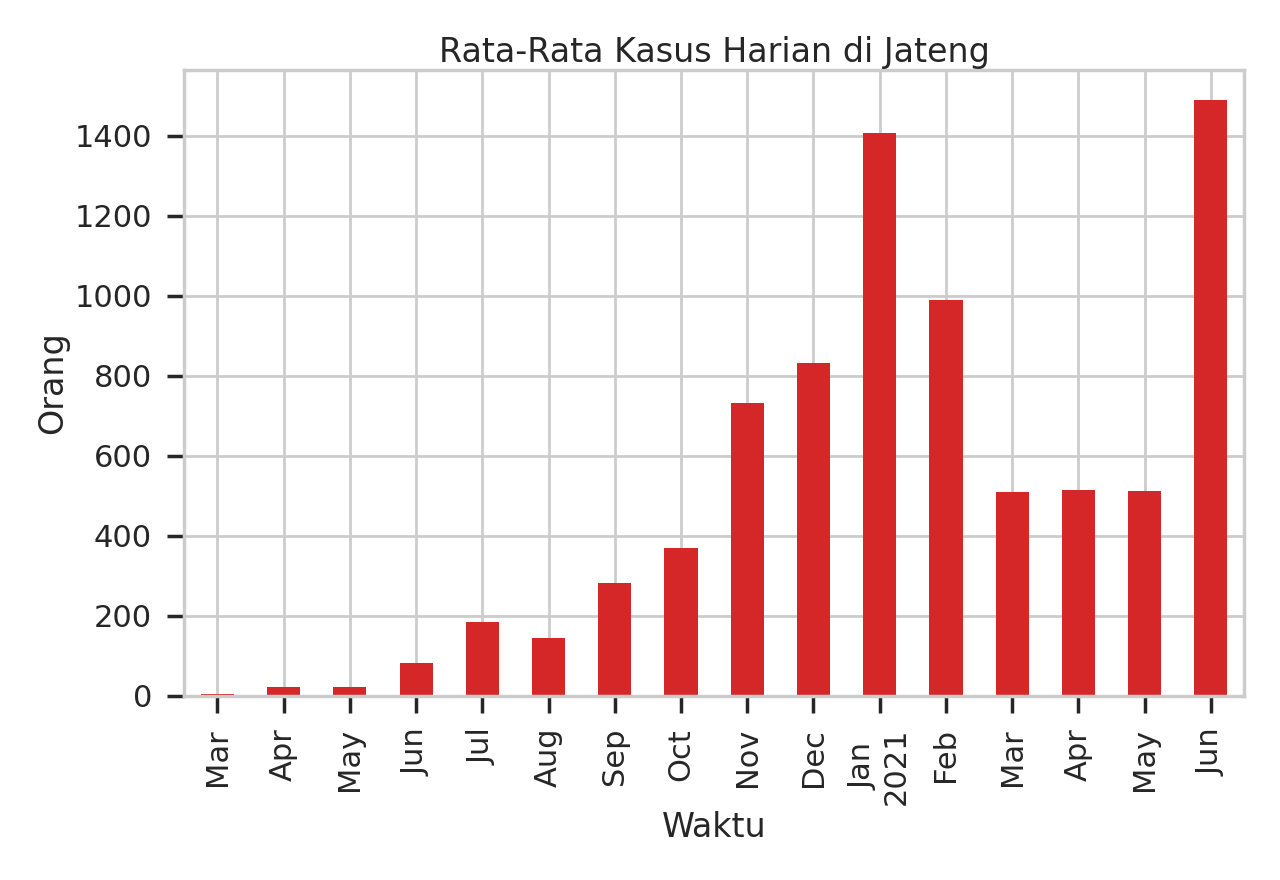 Rata-Rata Kasus Harian di Jateng
Orang
1400
1200
1000
800
600
400
200
0
Mar
Apr
May
Jun
Jul
Aug
Sep
Oct
Nov
Dec
Jan
2021
Feb
Mar
Apr
May
Jun
Waktu